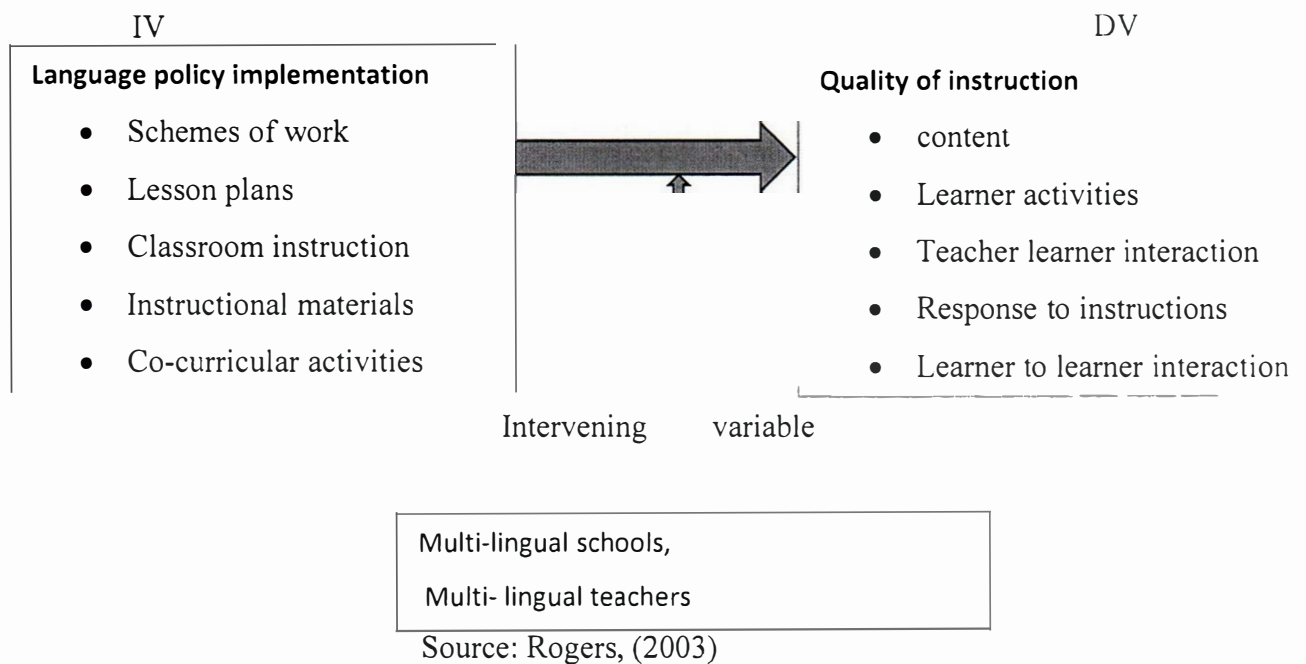 IV
Language policy implementation
• Schemes of work
• Lesson plans
• Classroom instruction
• Instructional materials
• Co-curricular activities
DV
Quality of instruction
• content
• Learner activities
• Teacher learner interaction
• Response to instructions
• Learner to learner interaction
Intervening variable
Multi-lingual schools,
Multi- lingual teachers
Source: Rogers, (2003)